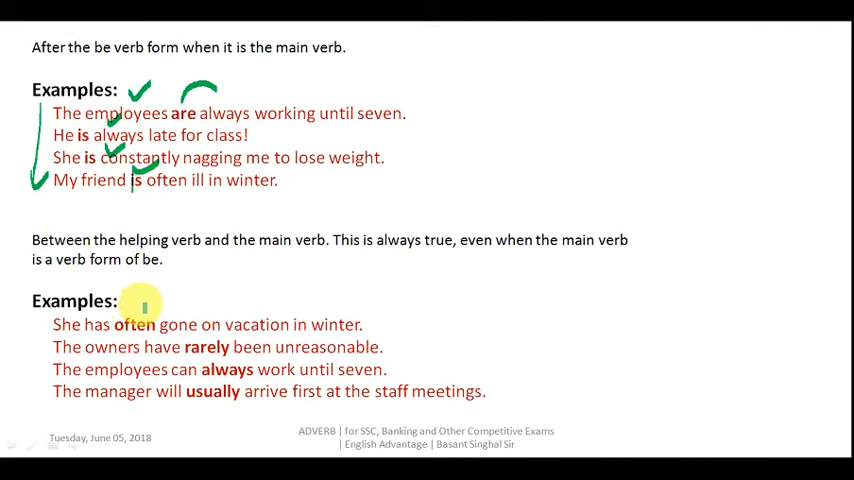 After the be verb form when it is the main verb.
Examples:
The employees are always working until seven.
He is always late for class!
She is constantly nagging me to lose weight.
My friend is often ill in winter.
Between the helping verb and the main verb. This is always true, even when the main verb
is a verb form of be.
Examples:
She has often gone on vacation in winter.
The owners have rarely been unreasonable.
The employees can always work until seven.
The manager will usually arrive first at the staff meetings.
Tuesday, June 05, 2018
ADVERB | for SSC, Banking and Other Competitive Exams
| English Advantage | Basant Singhal Sir